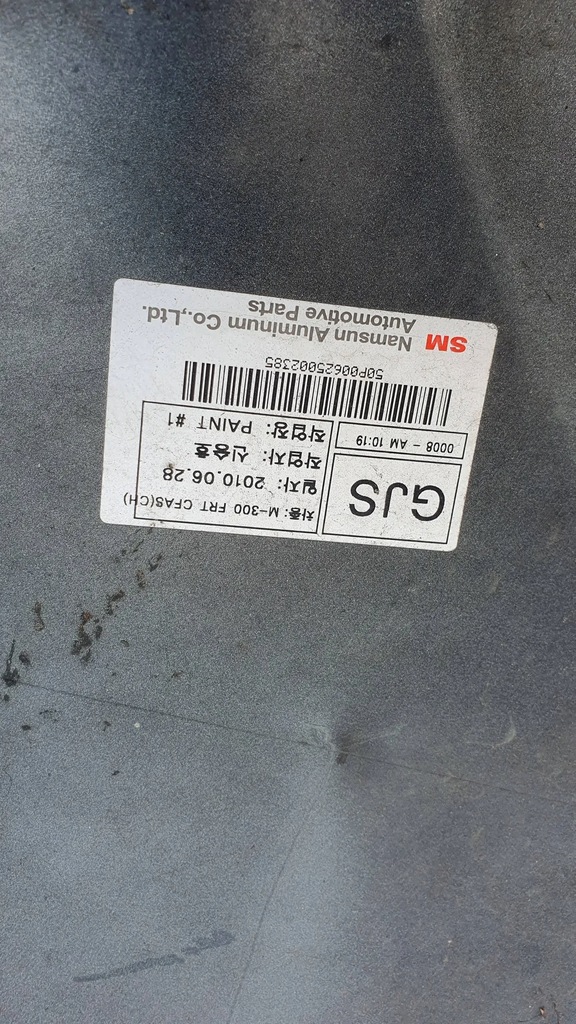 GJS
차종: M-300 FRT CFAS(CH)
일자: 2010.06.28
작업자: 신승호
작업장: PAINT #1
0008 - AM 10:19
50P00625002385
SM Namsun Aluminum Co.,Ltd.
Automotive Parts